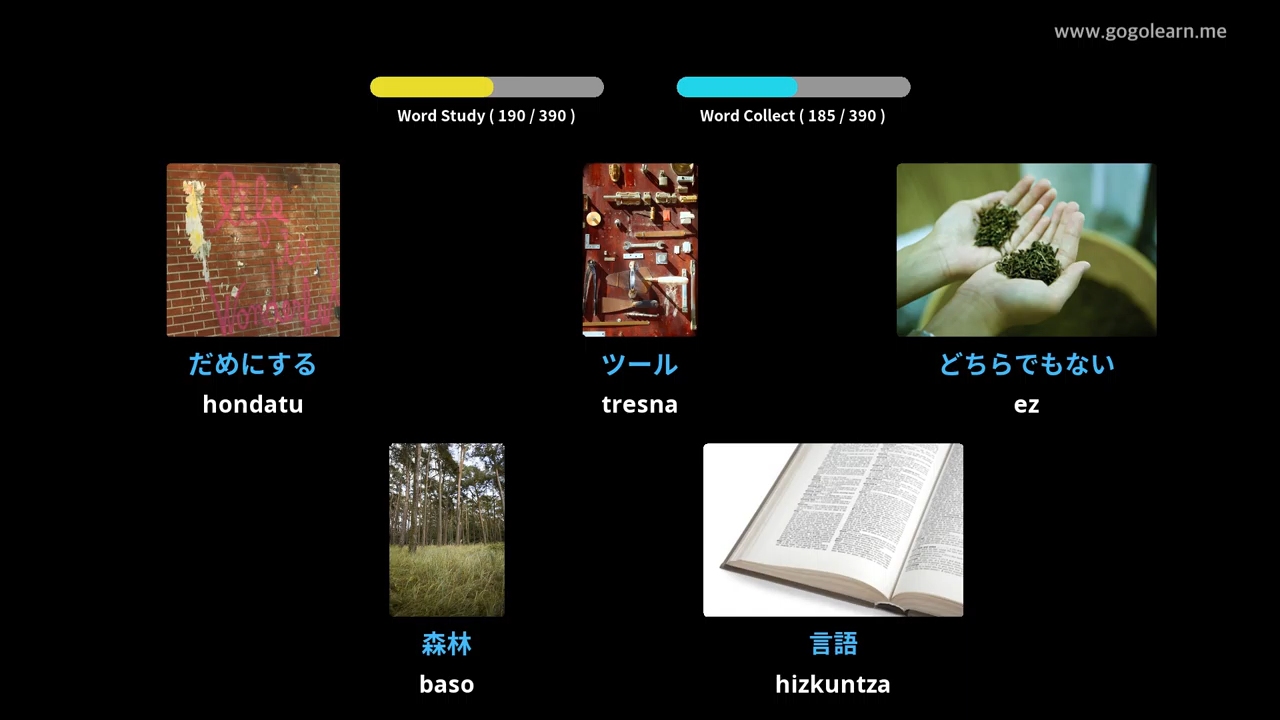 www.gogolearn.me
Word Study ( 190 / 390 )
Word Collect ( 185 / 390 )
Life
だめにする
hondatu
ツール
tresna
どちらでもない
ez
森林
baso
言語
hizkuntza